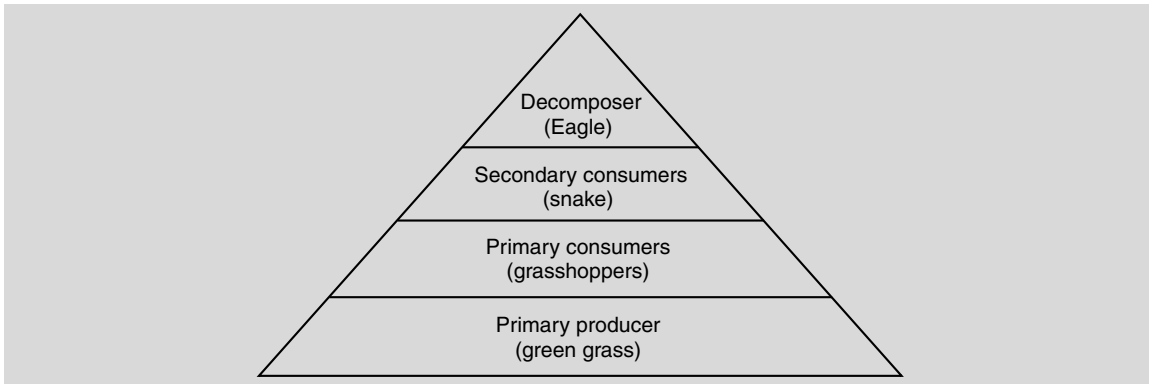 Decomposer
(Eagle)
Secondary consumers
(snake)
Primary consumers
(grasshoppers)
Primary producer
(green grass)